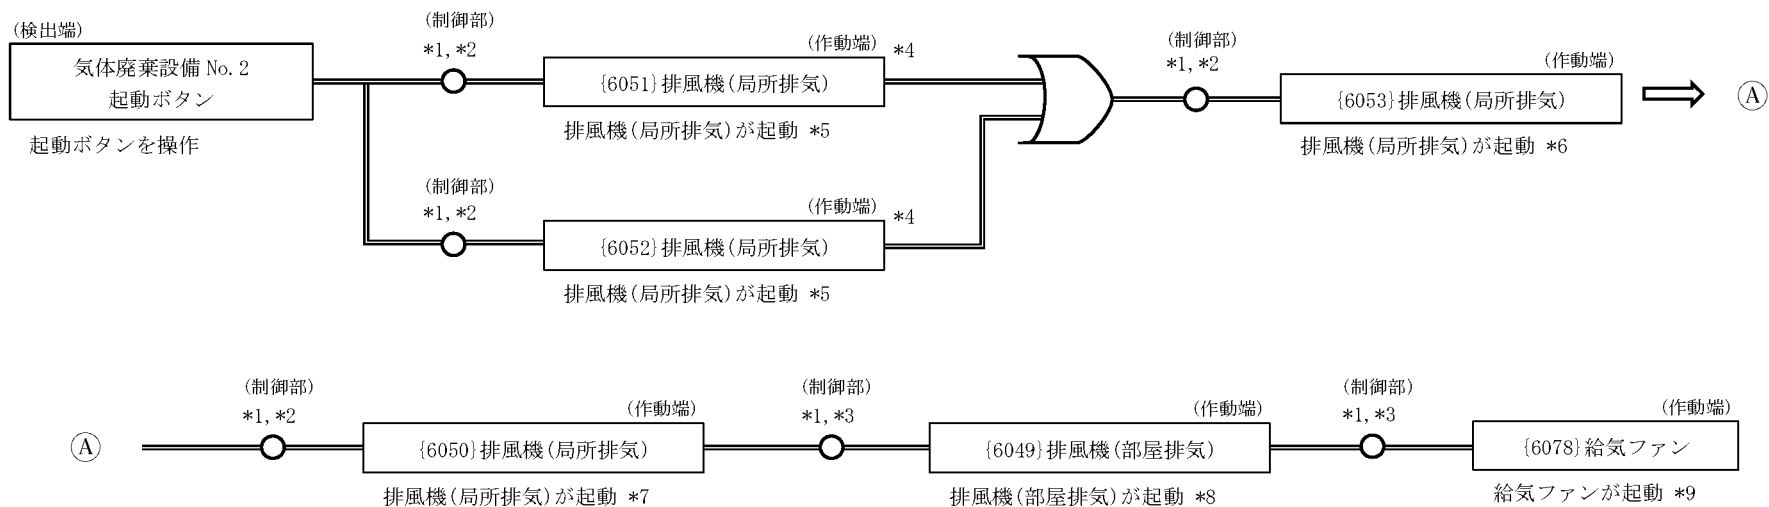 (検出端)
気体廃棄設備 No. 2
起動ボタン
起動ボタンを操作
(制御部)
*1, *2
(作動端)
*4
{6051}排風機(局所排気)
排風機(局所排気)が起動 *5
(制御部)
*1, *2
(作動端)
*4
{6052}排風機(局所排気)
排風機(局所排気)が起動 *5
(制御部)
*1, *2
(作動端)
{6053}排風機(局所排気)
排風機(局所排気)が起動 *6
Ⓐ
Ⓐ
(制御部)
*1, *2
(作動端)
{6050}排風機(局所排気)
排風機(局所排気)が起動 *7
(制御部)
*1, *3
(作動端)
{6049}排風機(部屋排気)
排風機(部屋排気)が起動 *8
(制御部)
*1, *3
(作動端)
{6078}給気ファン
給気ファンが起動 *9